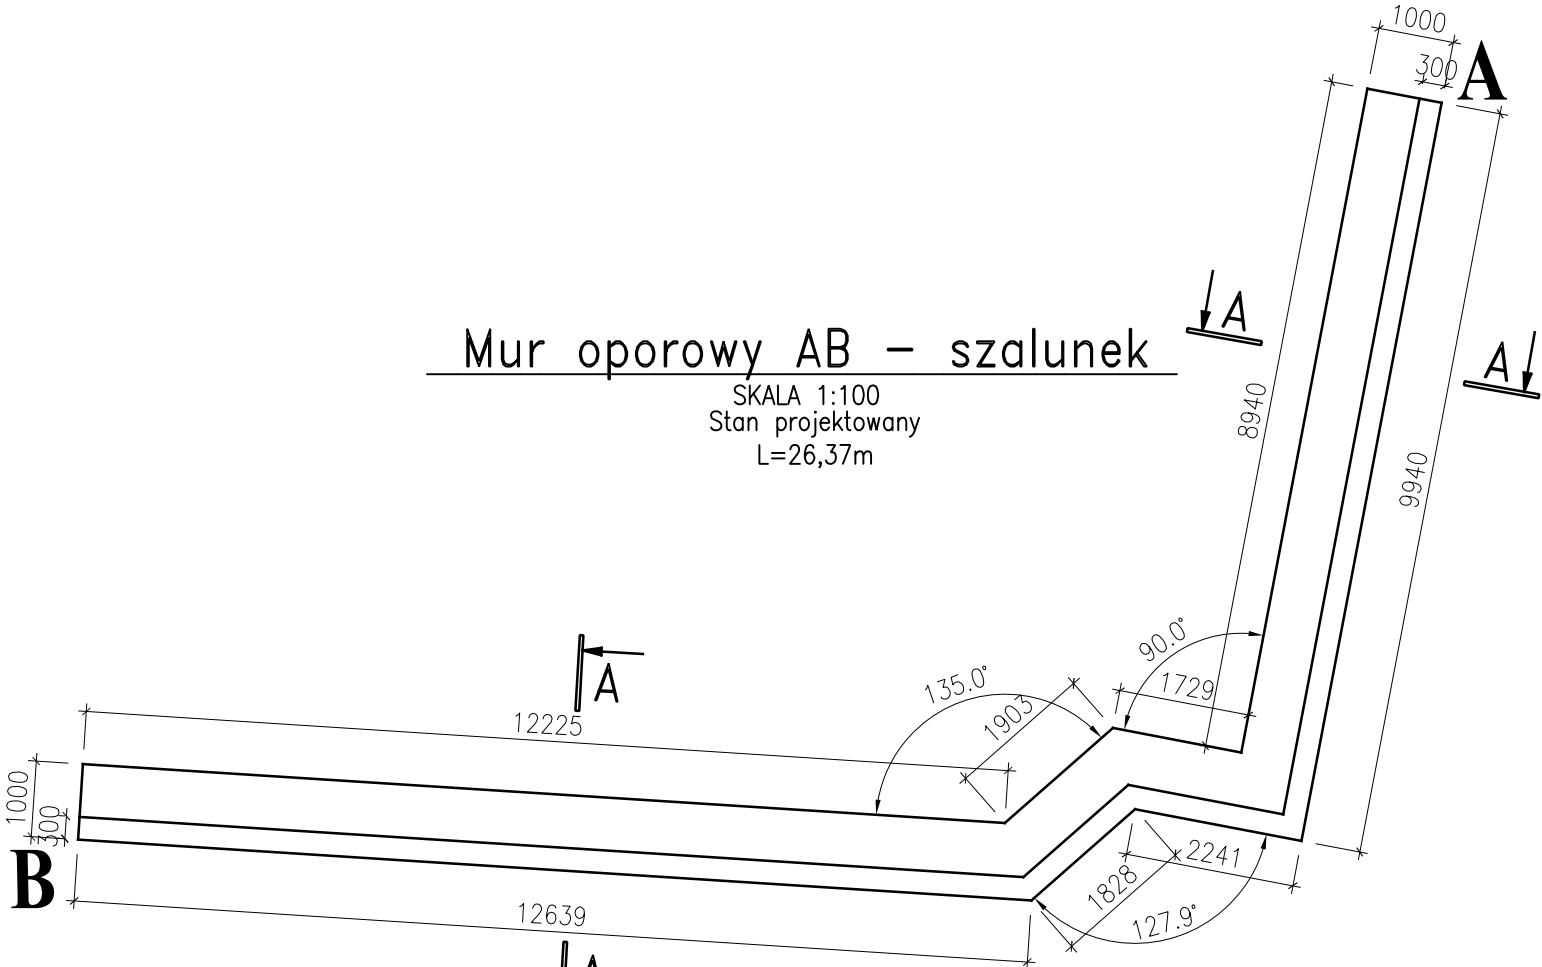 1000
300
A
Mur oporowy AB – szalunek
SKALA 1:100
Stan projektowany
L=26,37m
A
A
8940
9940
90.0°
135.0°
1729
1903
A
12225
1000
300
B
2241
1828
127.9°
12639
A